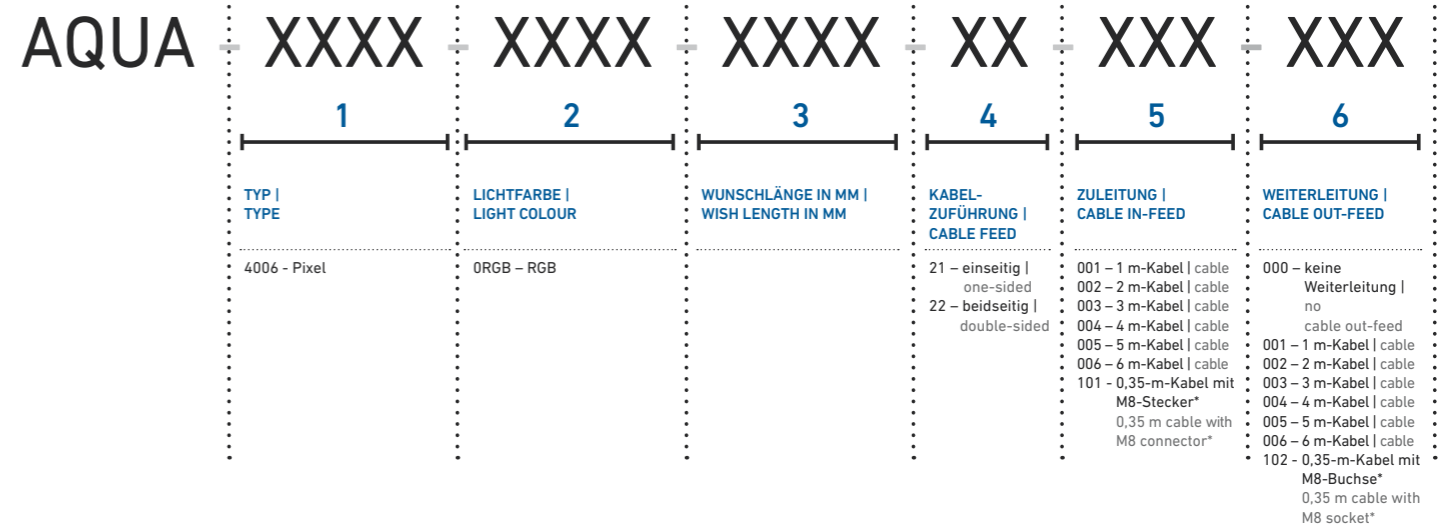 AQUA - XXXX - XXXX - XXXX - XX - XXX - XXX
1 2 3 4 5 6
TYP |
TYPE
4006 - Pixel
LICHTFARBE |
LIGHT COLOUR
0RGB – RGB
WUNSCHLÄNGE IN MM |
WISH LENGTH IN MM
KABEL-
ZUFÜHRUNG |
CABLE FEED
21 – einseitig |
one-sided
22 – beidseitig |
double-sided
ZULEITUNG |
CABLE IN-FEED
001 – 1 m-Kabel | cable
002 – 2 m-Kabel | cable
003 – 3 m-Kabel | cable
004 – 4 m-Kabel | cable
005 – 5 m-Kabel | cable
006 – 6 m-Kabel | cable
101 - 0,35-m-Kabel mit
M8-Stecker*
0,35 m cable with
M8 connector*
WEITERLEITUNG |
CABLE OUT-FEED
000 – keine
Weiterleitung |
no
cable out-feed
001 – 1 m-Kabel | cable
002 – 2 m-Kabel | cable
003 – 3 m-Kabel | cable
004 – 4 m-Kabel | cable
005 – 5 m-Kabel | cable
006 – 6 m-Kabel | cable
102 - 0,35-m-Kabel mit
M8-Buchse*
0,35 m cable with
M8 socket*